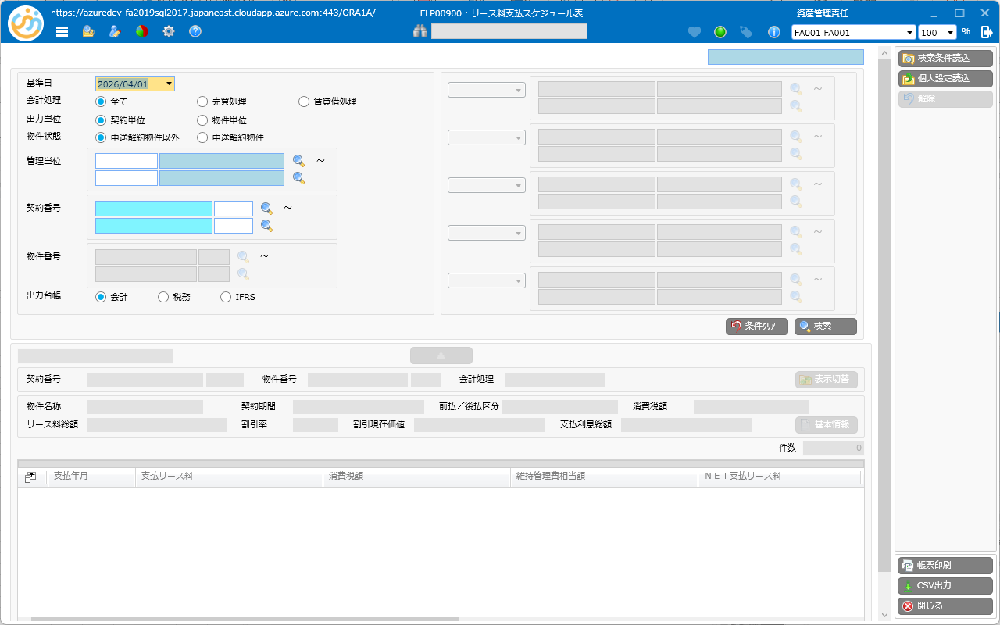 https://azuredev-fa2019sql2017.japaneast.cloudapp.azure.com:443/ORA1A/
FLP00900：リース料支払スケジュール表
資産管理責任
FA001 FA001
100
%
検索条件読込
個人設定読込
解除
基準日
2026/04/01
会計処理
全て
売買処理
賃貸借処理
出力単位
契約単位
物件単位
物件状態
中途解約物件以外
中途解約物件
管理単位
～
契約番号
～
物件番号
～
出力台帳
会計
税務
IFRS
～
～
～
～
～
条件ｸﾘｱ
検索
契約番号
物件番号
会計処理
表示切替
物件名称
契約期間
前払／後払区分
消費税額
リース料総額
割引率
割引現在価値
支払利息総額
基本情報
件数
0
支払年月
支払リース料
消費税額
維持管理費相当額
ＮＥＴ支払リース料
帳票印刷
CSV出力
閉じる